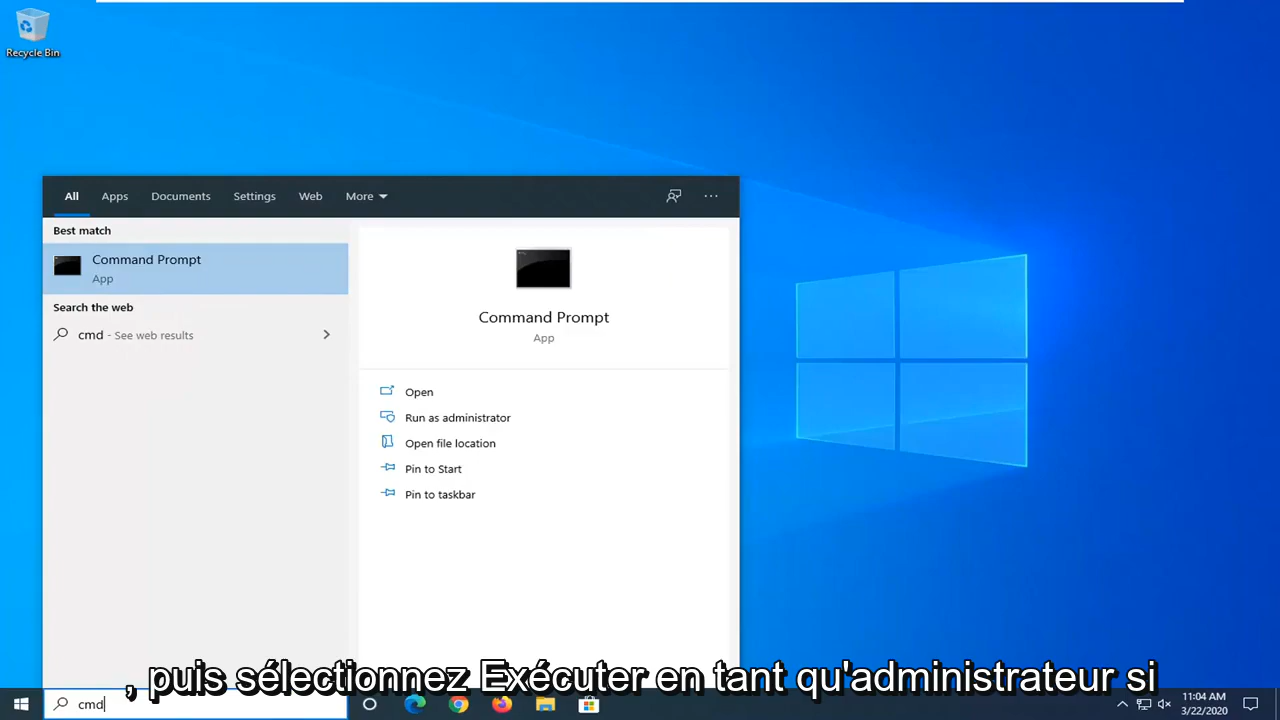 Recycle Bin
All Apps Documents Settings Web More
Best match
Command Prompt
App
Search the web
cmd - See web results
Command Prompt
App
Open
Run as administrator
Open file location
Pin to Start
Pin to taskbar
, puis sélectionnez Exécuter en tant qu'administrateur si
cmd
11:04 AM
3/22/2020